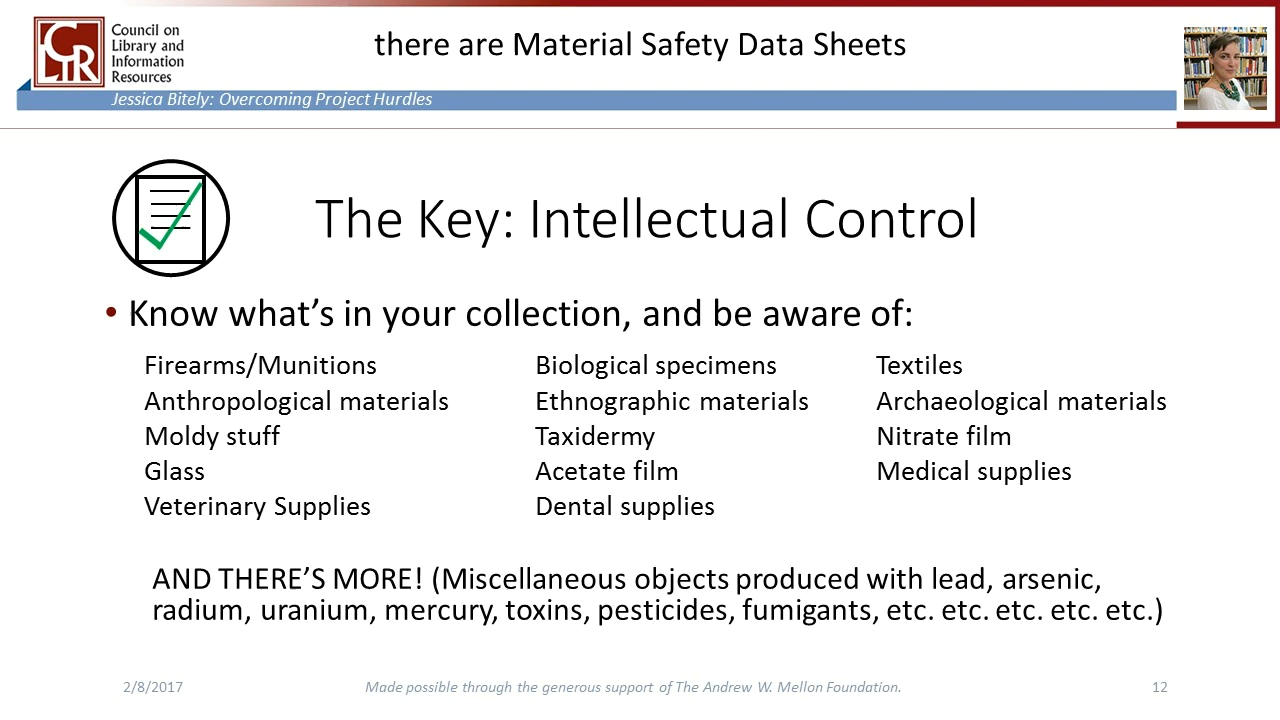 CLIR
Council on
Library and
Information
Resources
there are Material Safety Data Sheets
Jessica Bitely: Overcoming Project Hurdles
The Key: Intellectual Control
• Know what’s in your collection, and be aware of:
Firearms/Munitions Biological specimens Textiles
Anthropological materials Ethnographic materials Archaeological materials
Moldy stuff Taxidermy Nitrate film
Glass Acetate film Medical supplies
Veterinary Supplies Dental supplies
AND THERE’S MORE! (Miscellaneous objects produced with lead, arsenic,
radium, uranium, mercury, toxins, pesticides, fumigants, etc. etc. etc. etc. etc.)
2/8/2017 Made possible through the generous support of The Andrew W. Mellon Foundation. 12